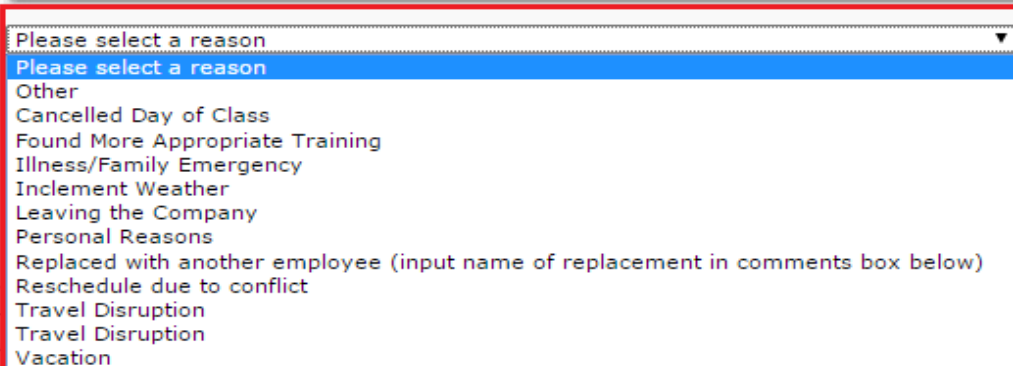 Please select a reason
Please select a reason
Other
Cancelled Day of Class
Found More Appropriate Training
Illness/Family Emergency
Inclement Weather
Leaving the Company
Personal Reasons
Replaced with another employee (input name of replacement in comments box below)
Reschedule due to conflict
Travel Disruption
Travel Disruption
Vacation